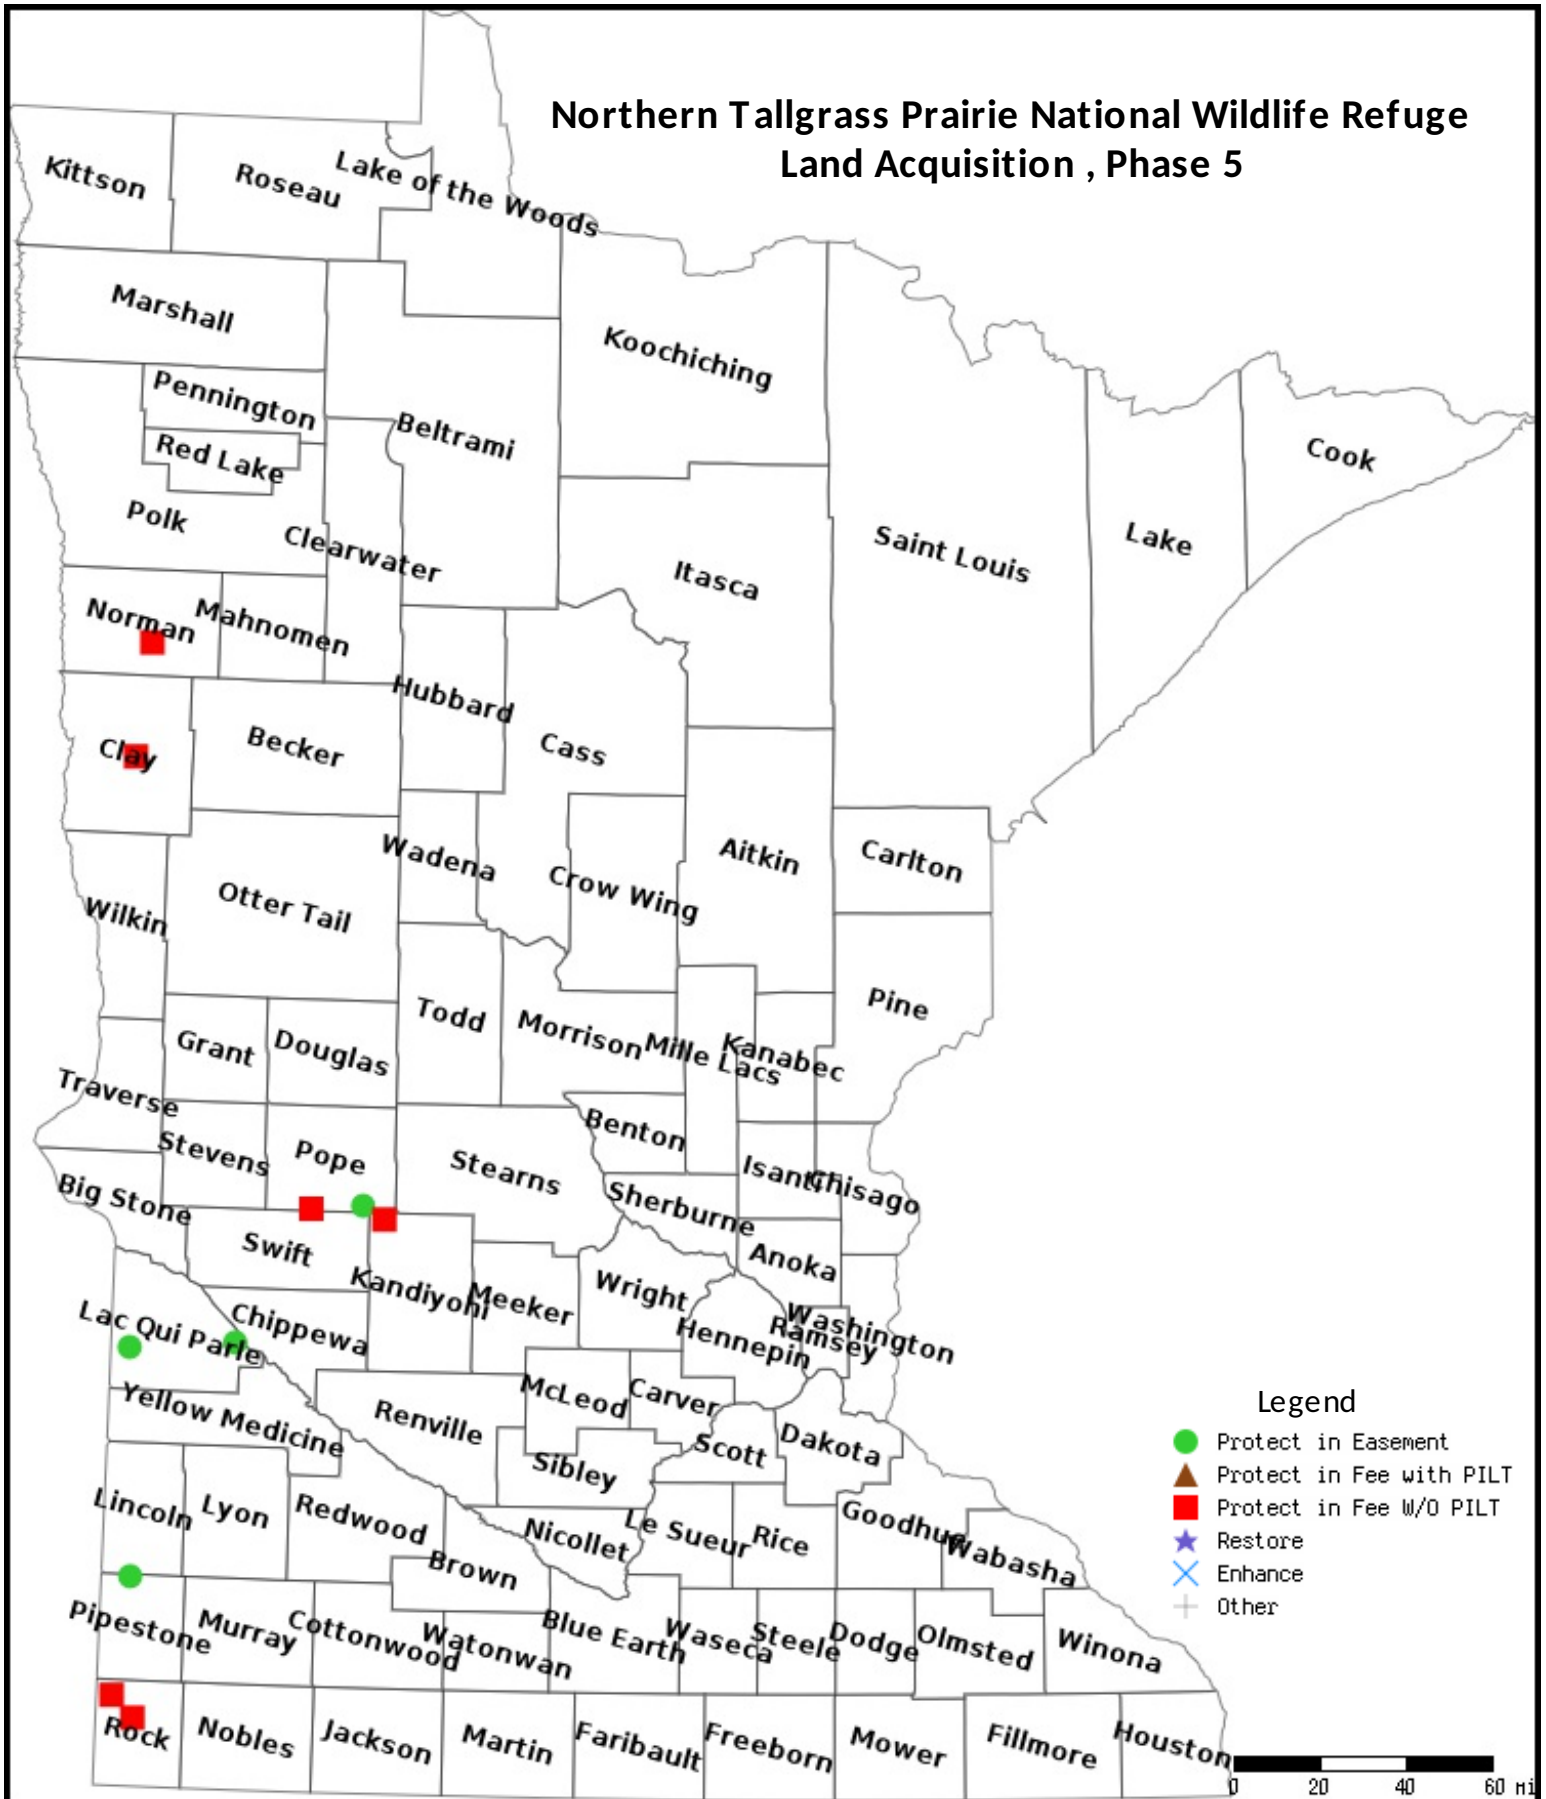 Northern Tallgrass Prairie National Wildlife Refuge
Land Acquisition , Phase 5
Kittson
Roseau
Lake of the Woods
Marshall
Koochiching
Pennington
Beltrami
Red Lake
Cook
Polk
Clearwater
Saint Louis
Lake
Itasca
Norman
Mahnomen
Hubbard
Clay
Becker
Cass
Wadena
Aitkin
Carlton
Crow Wing
Otter Tail
Wilkin
Pine
Todd
Morrison
Mille Lacs
Kanabec
Grant
Douglas
Traverse
Benton
Stevens
Pope
Stearns
Isanti
Chisago
Big Stone
Sherburne
Swift
Anoka
Kandiyohi
Meeker
Wright
Lac Qui Parle
Chippewa
Hennepin
Ramsey
Washington
McLeod
Carver
Yellow Medicine
Renville
Scott
Dakota
Sibley
Lincoln
Lyon
Redwood
Nicollet
Le Sueur
Rice
Goodhue
Wabasha
Brown
Pipestone
Murray
Cottonwood
Watonwan
Blue Earth
Waseca
Steele
Dodge
Olmsted
Winona
Rock
Nobles
Jackson
Martin
Faribault
Freeborn
Mower
Fillmore
Houston
Legend
Protect in Easement
Protect in Fee with PILT
Protect in Fee W/O PILT
Restore
Enhance
Other
0 20 40 60 mi